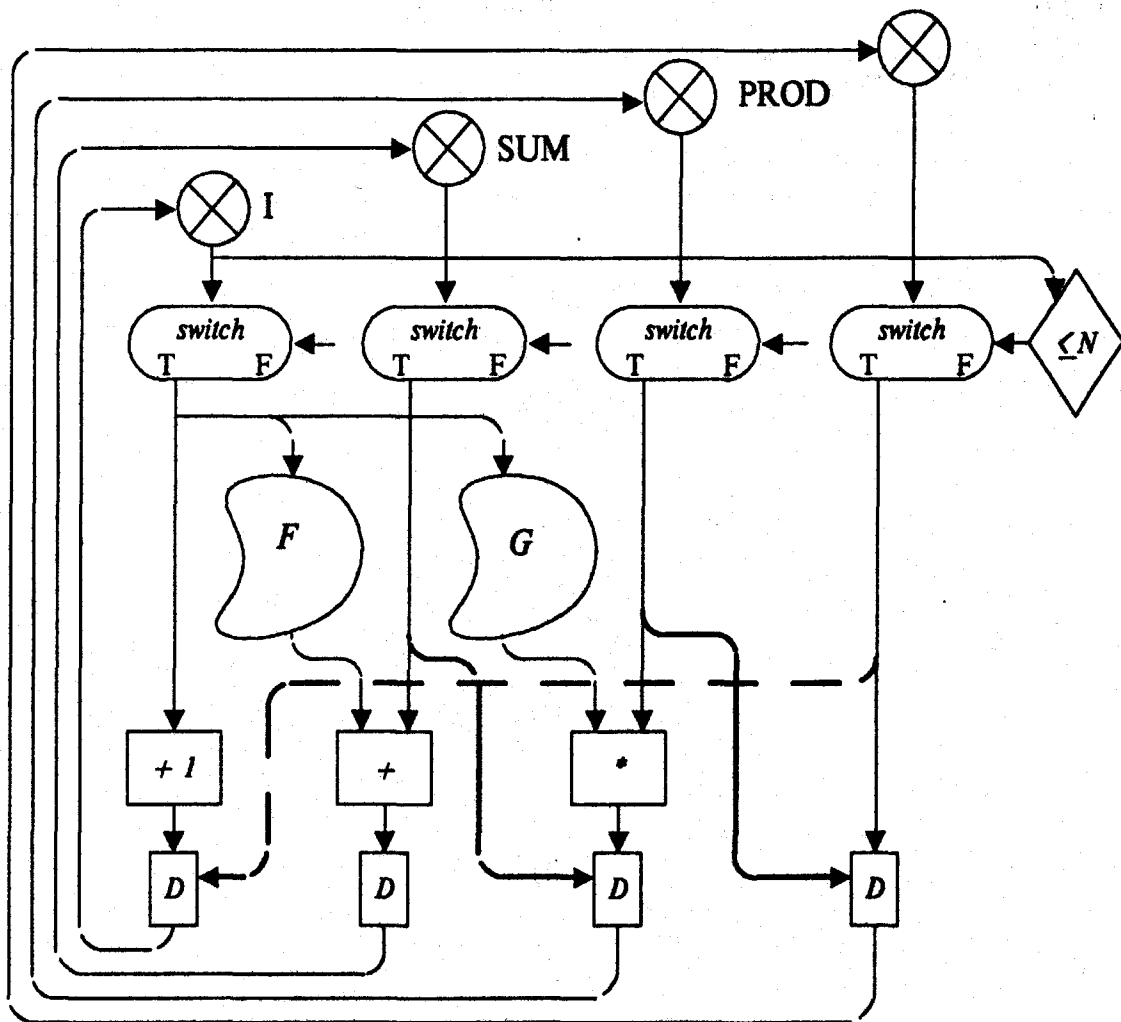 PROD
SUM
I
switch
T F
switch
T F
switch
T F
switch
T F
≤N
F
G
+ 1
+
*
D
D
D
D